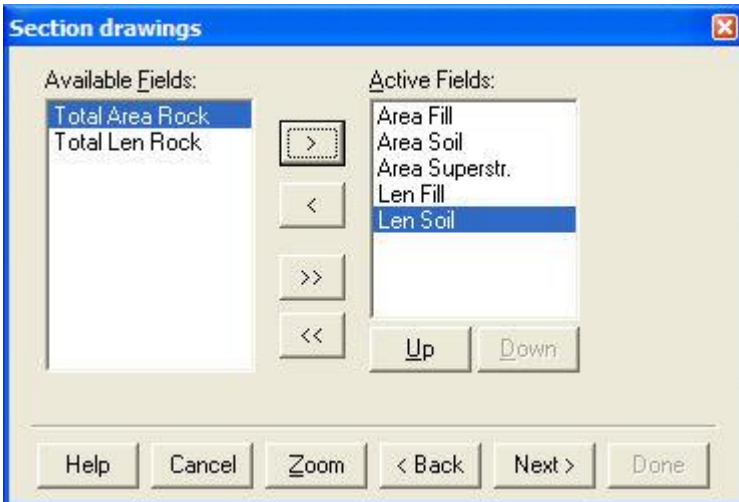 Section drawings
Available Fields:
Total Area Rock
Total Len Rock
>
<
>>
<<
Active Fields:
Area Fill
Area Soil
Area Superstr.
Len Fill
Len Soil
Up
Down
Help
Cancel
Zoom
< Back
Next >
Done